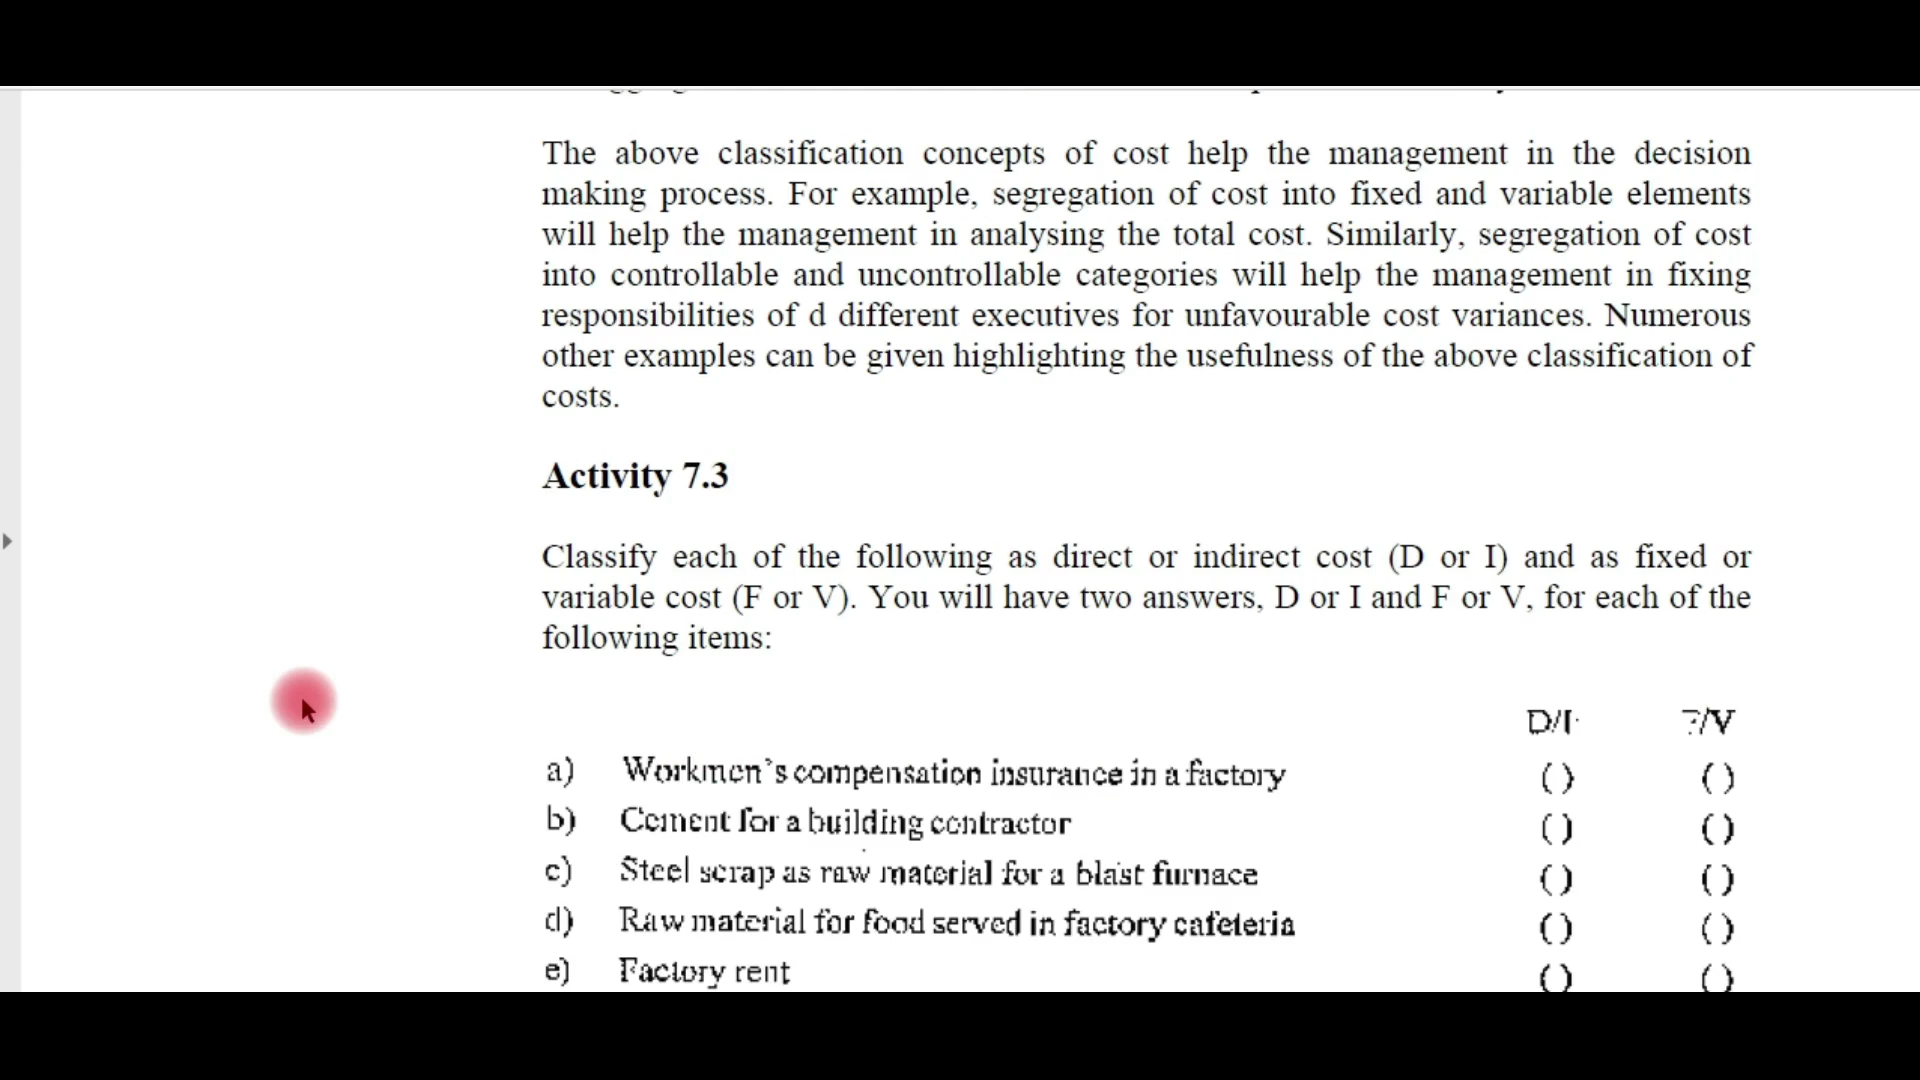 The above classification concepts of cost help the management in the decision
making process. For example, segregation of cost into fixed and variable elements
will help the management in analysing the total cost. Similarly, segregation of cost
into controllable and uncontrollable categories will help the management in fixing
responsibilities of d different executives for unfavourable cost variances. Numerous
other examples can be given highlighting the usefulness of the above classification of
costs.
Activity 7.3
Classify each of the following as direct or indirect cost (D or I) and as fixed or
variable cost (F or V). You will have two answers, D or I and F or V, for each of the
following items:
D/I F/V
a) Workmen's compensation insurance in a factory ( ) ( )
b) Cement for a building contractor ( ) ( )
c) Steel scrap as raw material for a blast furnace ( ) ( )
d) Raw material for food served in factory cafeteria ( ) ( )
e) Factory rent ( ) ( )